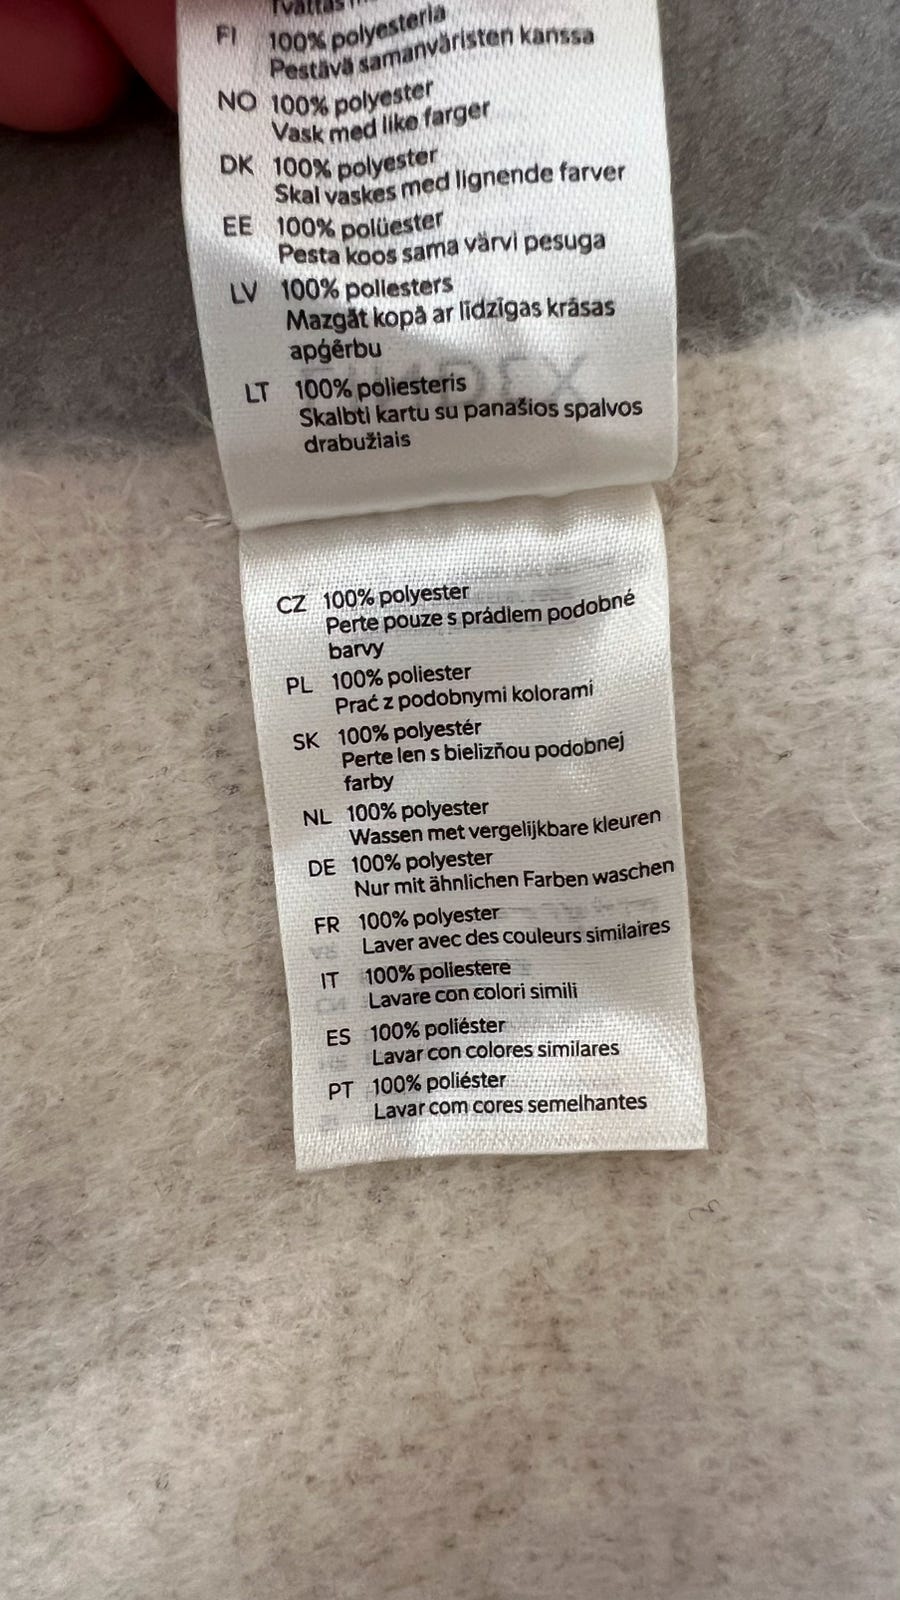 Tvättas
FI 100% polyesteria
Pestävä samanväristen kanssa
NO 100% polyester
Vask med like farger
DK 100% polyester
Skal vaskes med lignende farver
EE 100% polüester
Pesta koos sama värvi pesuga
LV 100% poliesters
Mazgāt kopā ar līdzīgas krāsas
apģērbu
LT 100% poliesteris
Skalbti kartu su panašios spalvos
drabužiais
CZ 100% polyester
Perte pouze s prádlem podobné
barvy
PL 100% poliester
Prać z podobnymi kolorami
SK 100% polyestér
Perte len s bielizňou podobnej
farby
NL 100% polyester
Wassen met vergelijkbare kleuren
DE 100% polyester
Nur mit ähnlichen Farben waschen
FR 100% polyester
Laver avec des couleurs similaires
IT 100% poliestere
Lavare con colori simili
ES 100% poliéster
Lavar con colores similares
PT 100% poliéster
Lavar com cores semelhantes